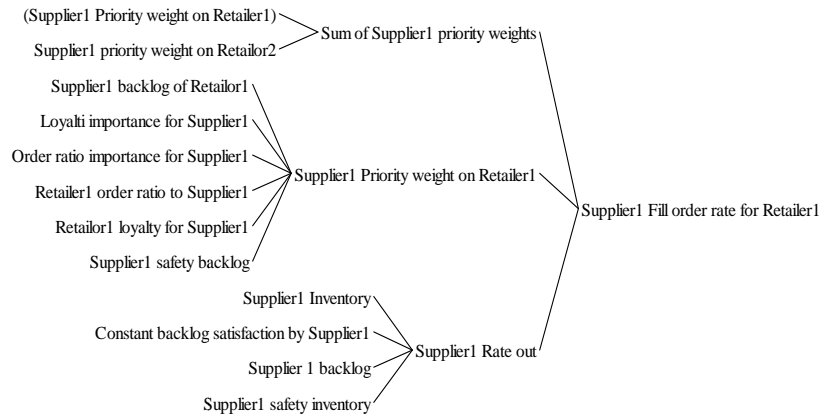 (Supplier1 Priority weight on Retailer1)
Sum of Supplier1 priority weights
Supplier1 priority weight on Retailor2
Supplier1 backlog of Retailor1
Loyalti importance for Supplier1
Order ratio importance for Supplier1
Supplier1 Priority weight on Retailer1
Retailer1 order ratio to Supplier1
Retailor1 loyalty for Supplier1
Supplier1 safety backlog
Supplier1 Fill order rate for Retailer1
Supplier1 Inventory
Constant backlog satisfaction by Supplier1
Supplier1 Rate out
Supplier 1 backlog
Supplier1 safety inventory